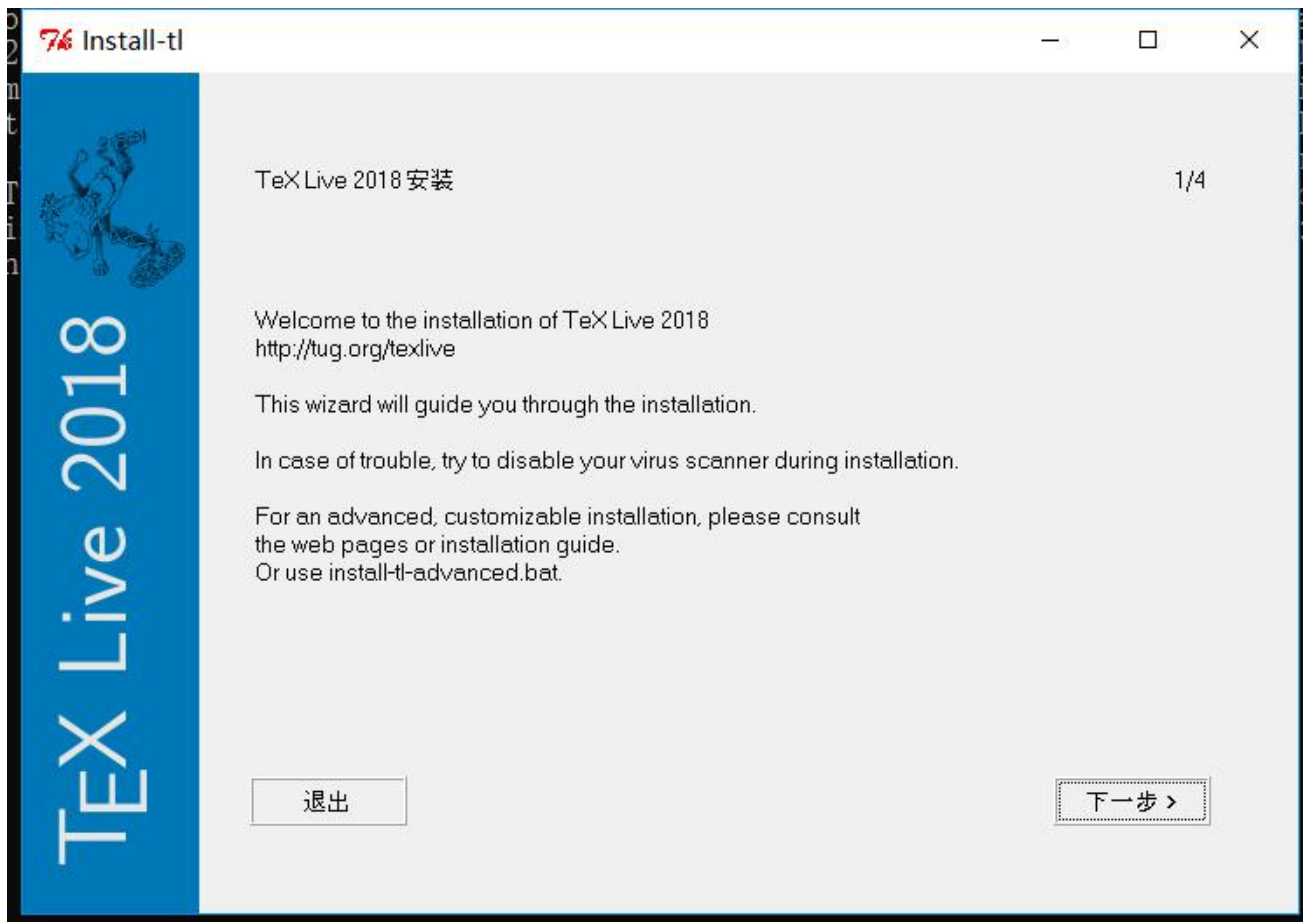 Install-tl
TeX Live 2018
TeX Live 2018 安装
1/4
Welcome to the installation of TeX Live 2018
http://tug.org/texlive
This wizard will guide you through the installation.
In case of trouble, try to disable your virus scanner during installation.
For an advanced, customizable installation, please consult
the web pages or installation guide.
Or use install-tl-advanced.bat.
退出
下一步 >